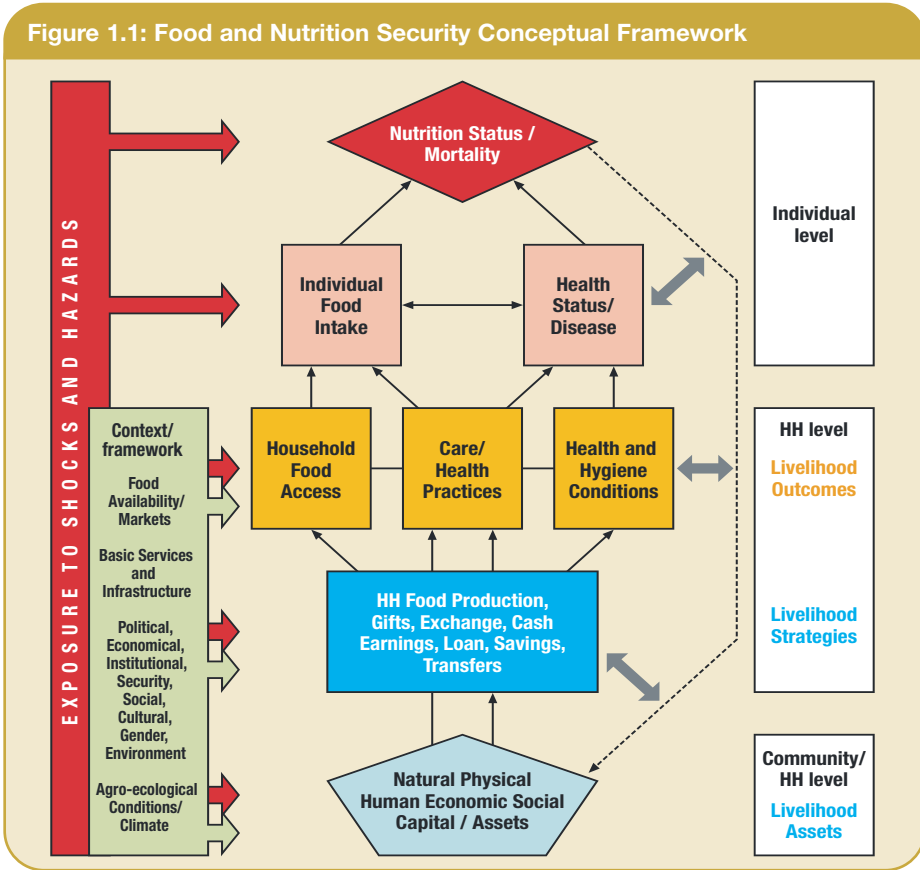 Figure 1.1: Food and Nutrition Security Conceptual Framework
EXPOSURE TO SHOCKS AND HAZARDS
Nutrition Status /
Mortality
Individual
level
Individual
Food
Intake
Health
Status/
Disease
Context/
framework
Food
Availability/
Markets
Basic Services
and
Infrastructure
Political,
Economical,
Institutional,
Security,
Social,
Cultural,
Gender,
Environment
Agro-ecological
Conditions/
Climate
Household
Food
Access
Care/
Health
Practices
Health and
Hygiene
Conditions
HH level
Livelihood
Outcomes
HH Food Production,
Gifts, Exchange, Cash
Earnings, Loan, Savings,
Transfers
Livelihood
Strategies
Natural Physical
Human Economic Social
Capital / Assets
Community/
HH level
Livelihood
Assets